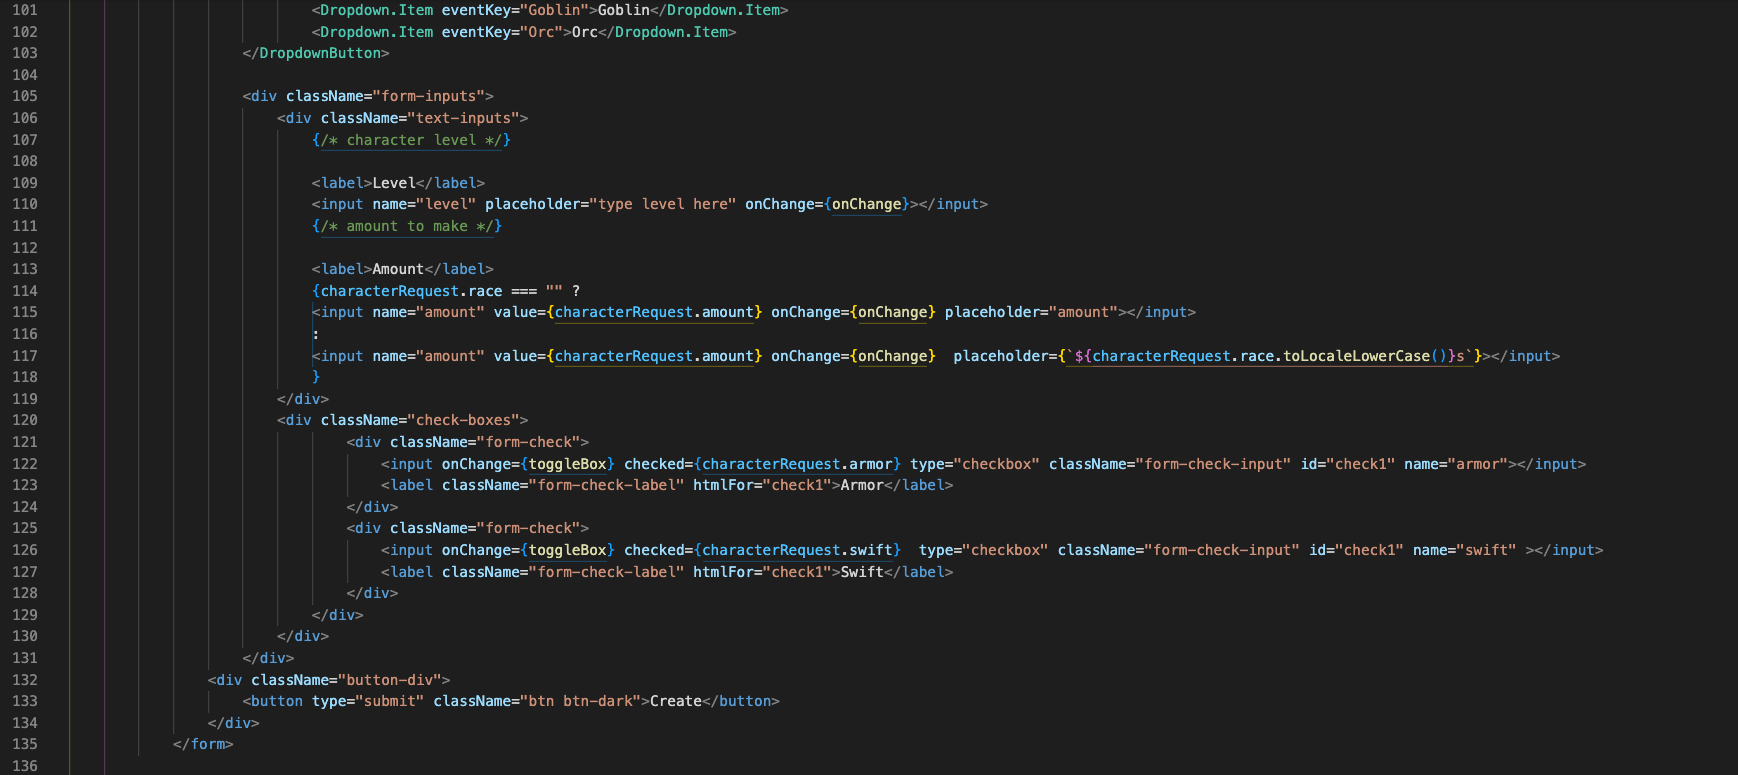 101 <Dropdown.Item eventKey="Goblin">Goblin</Dropdown.Item>
102 <Dropdown.Item eventKey="Orc">Orc</Dropdown.Item>
103 </DropdownButton>
104
105 <div className="form-inputs">
106 <div className="text-inputs">
107 {/* character level */}
108
109 <label>Level</label>
110 <input name="level" placeholder="type level here" onChange={onChange}></input>
111 {/* amount to make */}
112
113 <label>Amount</label>
114 {characterRequest.race === "" ?
115 <input name="amount" value={characterRequest.amount} onChange={onChange} placeholder="amount"></input>
116 :
117 <input name="amount" value={characterRequest.amount} onChange={onChange}  placeholder={`${characterRequest.race.toLocaleLowerCase()}s`}></input>
118 }
119 </div>
120 <div className="check-boxes">
121 <div className="form-check">
122 <input onChange={toggleBox} checked={characterRequest.armor} type="checkbox" className="form-check-input" id="check1" name="armor"></input>
123 <label className="form-check-label" htmlFor="check1">Armor</label>
124 </div>
125 <div className="form-check">
126 <input onChange={toggleBox} checked={characterRequest.swift}  type="checkbox" className="form-check-input" id="check1" name="swift" ></input>
127 <label className="form-check-label" htmlFor="check1">Swift</label>
128 </div>
129 </div>
130 </div>
131 </div>
132 <div className="button-div">
133 <button type="submit" className="btn btn-dark">Create</button>
134 </div>
135 </form>
136